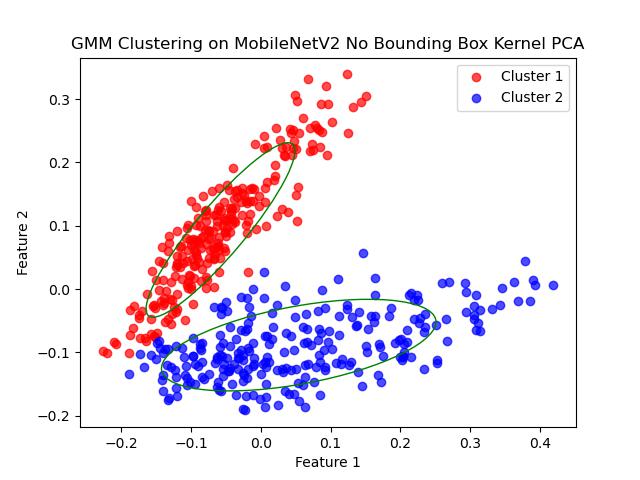 GMM Clustering on MobileNetV2 No Bounding Box Kernel PCA
Cluster 1
Cluster 2
0.3
0.2
0.1
0.0
−0.1
−0.2
Feature 2
−0.2 −0.1 0.0 0.1 0.2 0.3 0.4
Feature 1